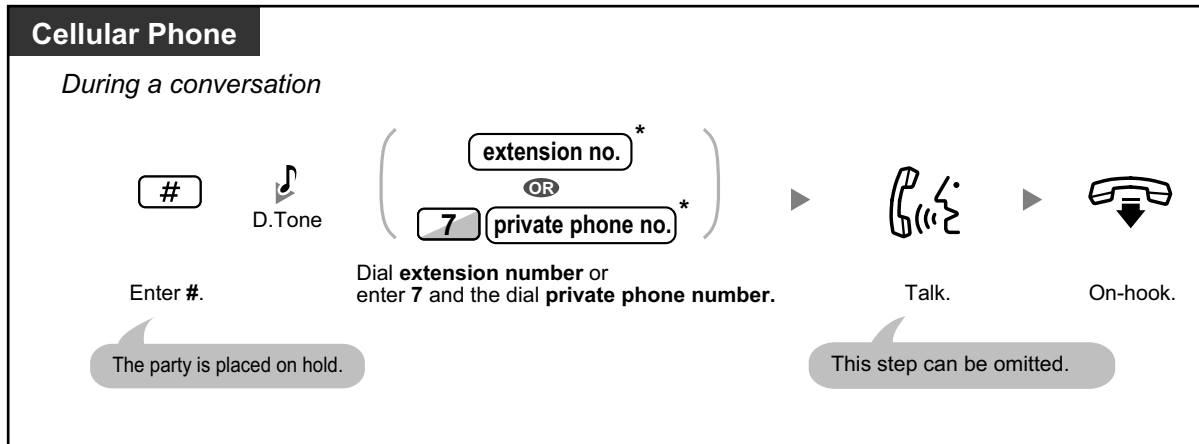 Cellular Phone
During a conversation
extension no.*
OR
# D.Tone 7 private phone no.*
Enter #.
Dial extension number or
enter 7 and the dial private phone number.
Talk.
On-hook.
The party is placed on hold.
This step can be omitted.